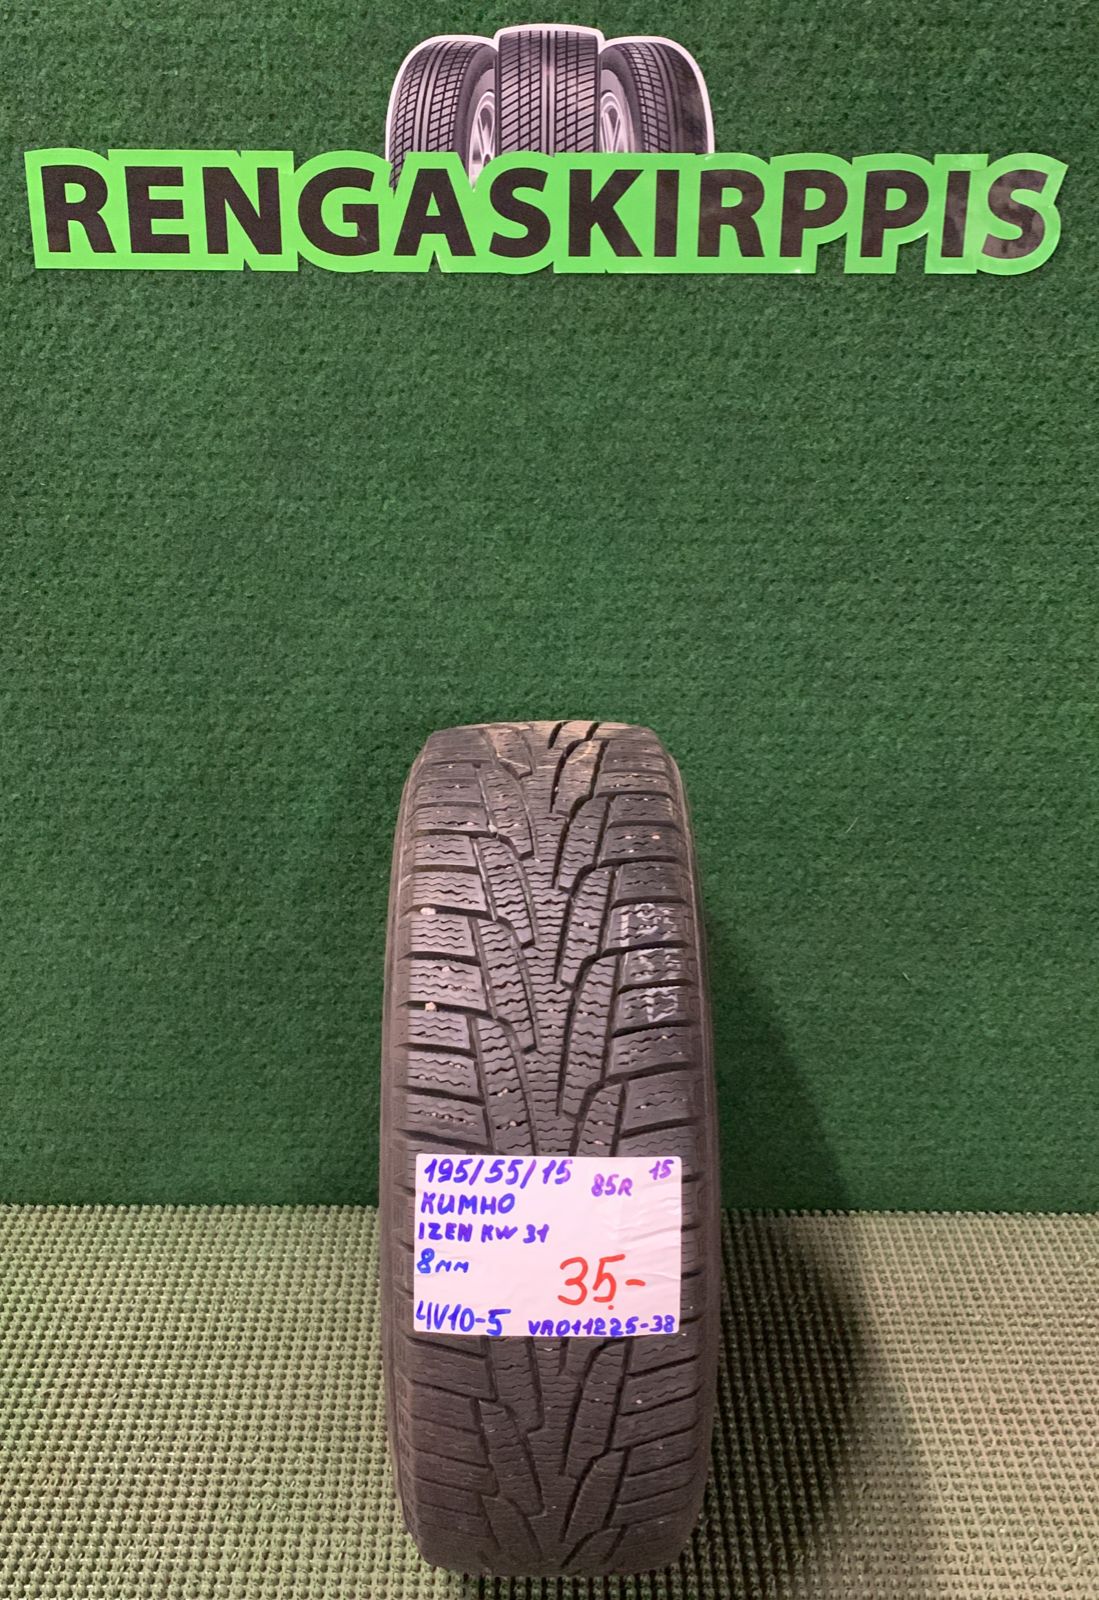 RENGASKIRPPIS
195/55/15 85R 15
KUMHO
IZEN KW 31
8mm 35.-
4V10-5 VA011225-38